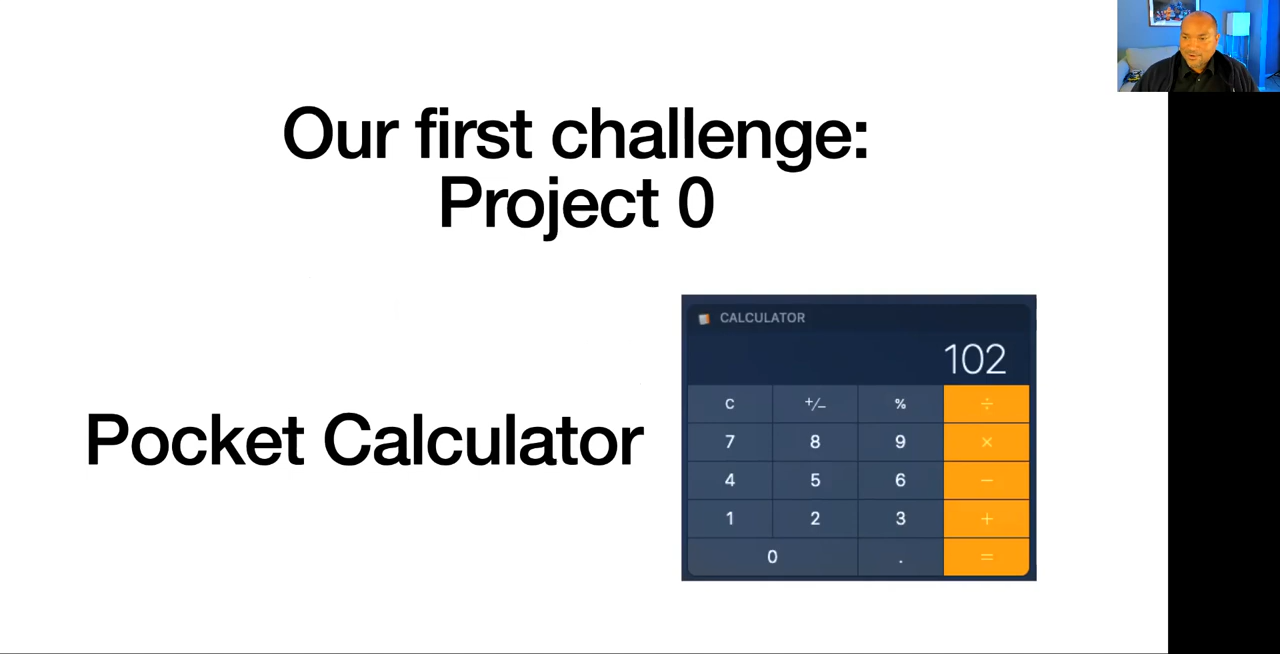 Our first challenge:
Project 0
Pocket Calculator
CALCULATOR
102
C +/− % ÷
7 8 9 ×
4 5 6 −
1 2 3 +
0 . =